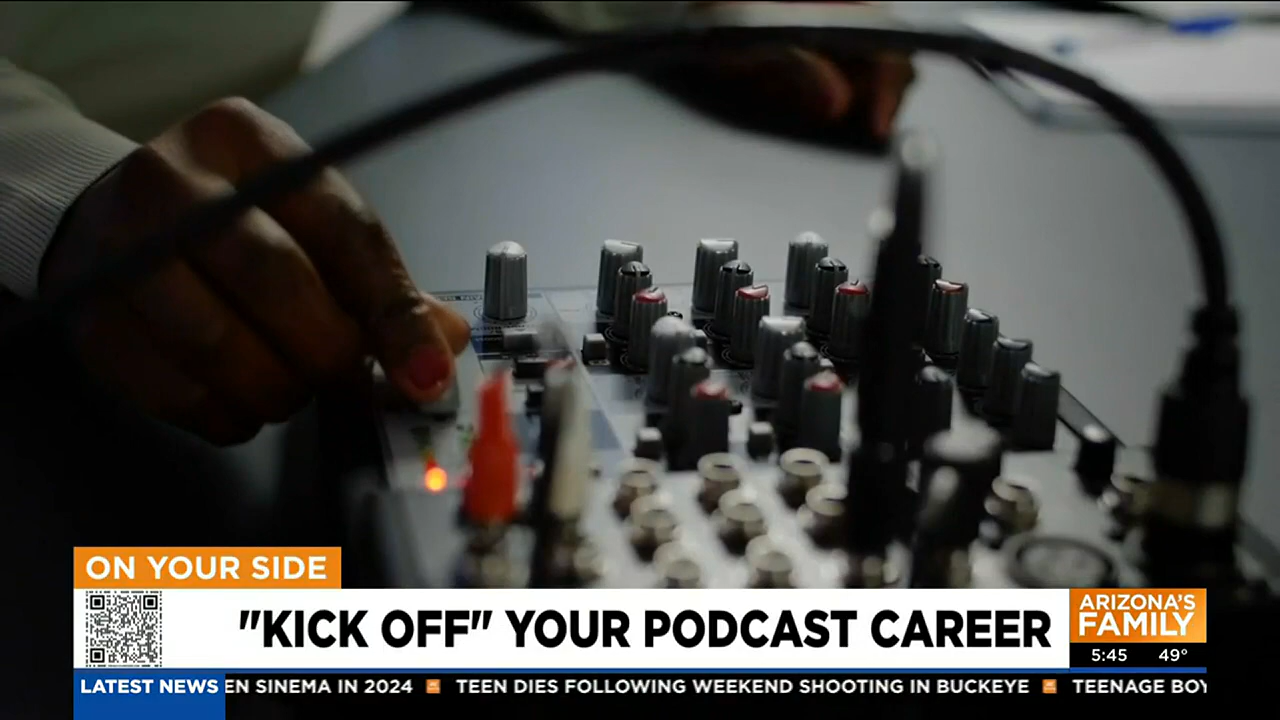 ON YOUR SIDE
"KICK OFF" YOUR PODCAST CAREER
ARIZONA'S
FAMILY
5:45 49°
LATEST NEWS EN SINEMA IN 2024 TEEN DIES FOLLOWING WEEKEND SHOOTING IN BUCKEYE TEENAGE BOY